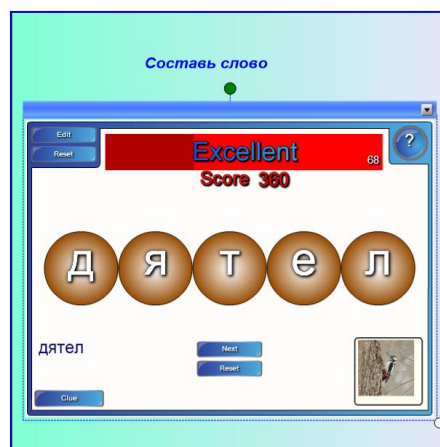 Составь слово
Edit
Reset
Excellent
68
?
Score 360
д я т е л
дятел
Next
Reset
Clue